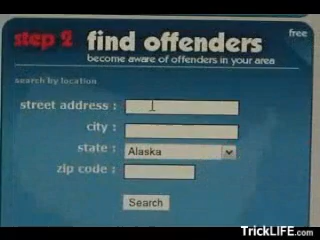 step 2 find offenders
free
become aware of offenders in your area
search by location
street address :
city :
state : Alaska
zip code :
Search
TrickLIFE.com